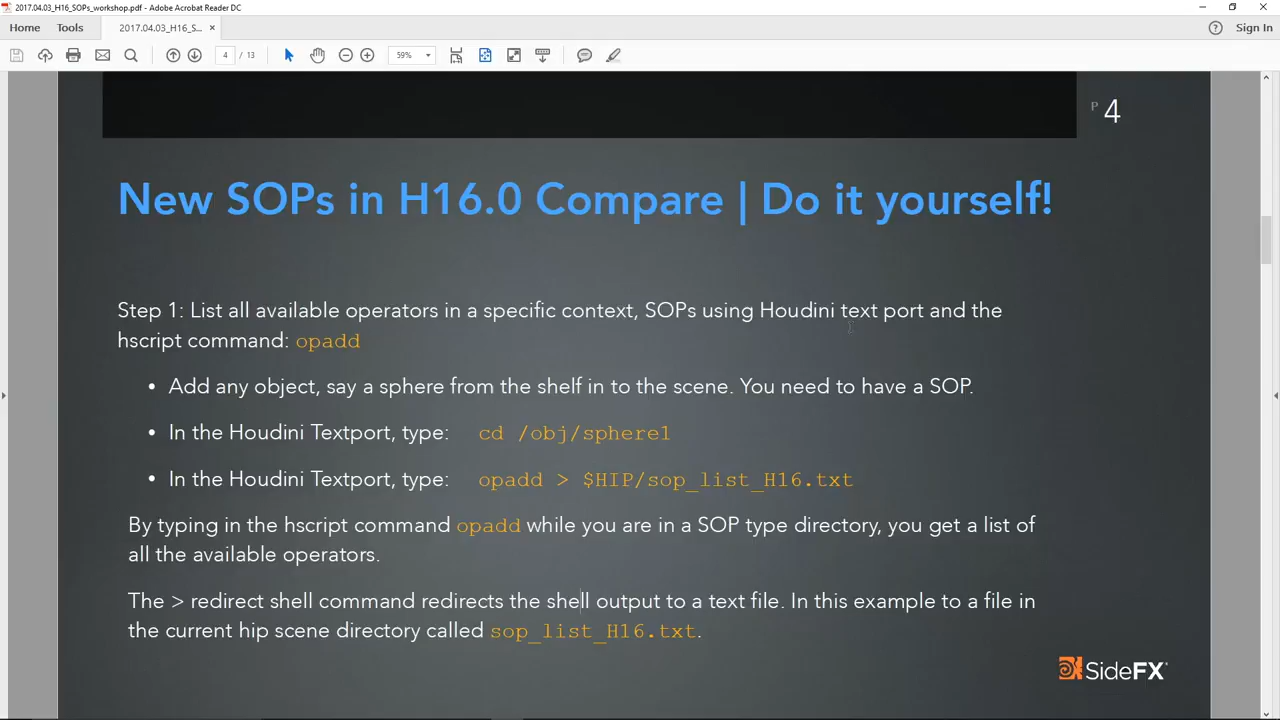 2017.04.03_H16_SOPs_workshop.pdf - Adobe Acrobat Reader DC
Home Tools 2017.04.03_H16_S... × Sign In
4 / 13 59%
P 4
New SOPs in H16.0 Compare | Do it yourself!
Step 1: List all available operators in a specific context, SOPs using Houdini text port and the
hscript command: opadd
• Add any object, say a sphere from the shelf in to the scene. You need to have a SOP.
• In the Houdini Textport, type: cd /obj/sphere1
• In the Houdini Textport, type: opadd > $HIP/sop_list_H16.txt
By typing in the hscript command opadd while you are in a SOP type directory, you get a list of
all the available operators.
The > redirect shell command redirects the shell output to a text file. In this example to a file in
the current hip scene directory called sop_list_H16.txt.
SideFX